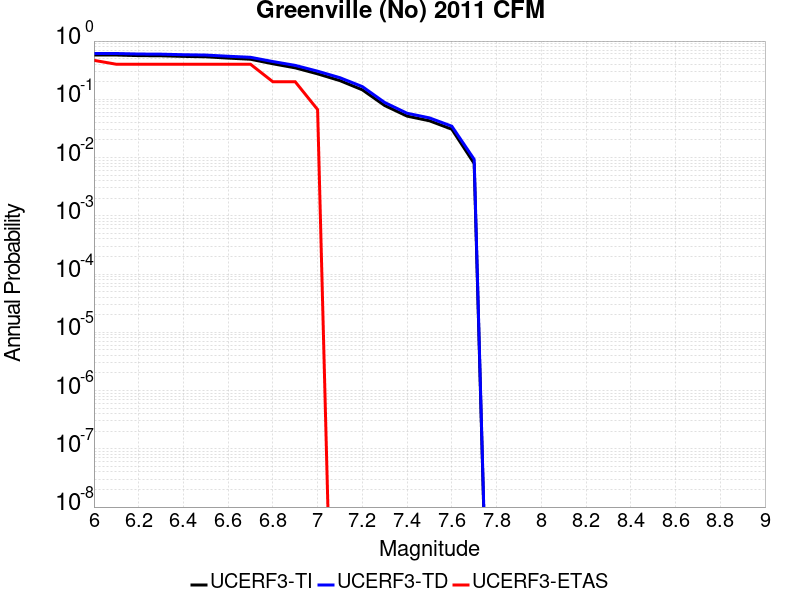 Greenville (No) 2011 CFM
Annual Probability
10^0
10^-1
10^-2
10^-3
10^-4
10^-5
10^-6
10^-7
10^-8
6 6.2 6.4 6.6 6.8 7 7.2 7.4 7.6 7.8 8 8.2 8.4 8.6 8.8 9
Magnitude
UCERF3-TI UCERF3-TD UCERF3-ETAS